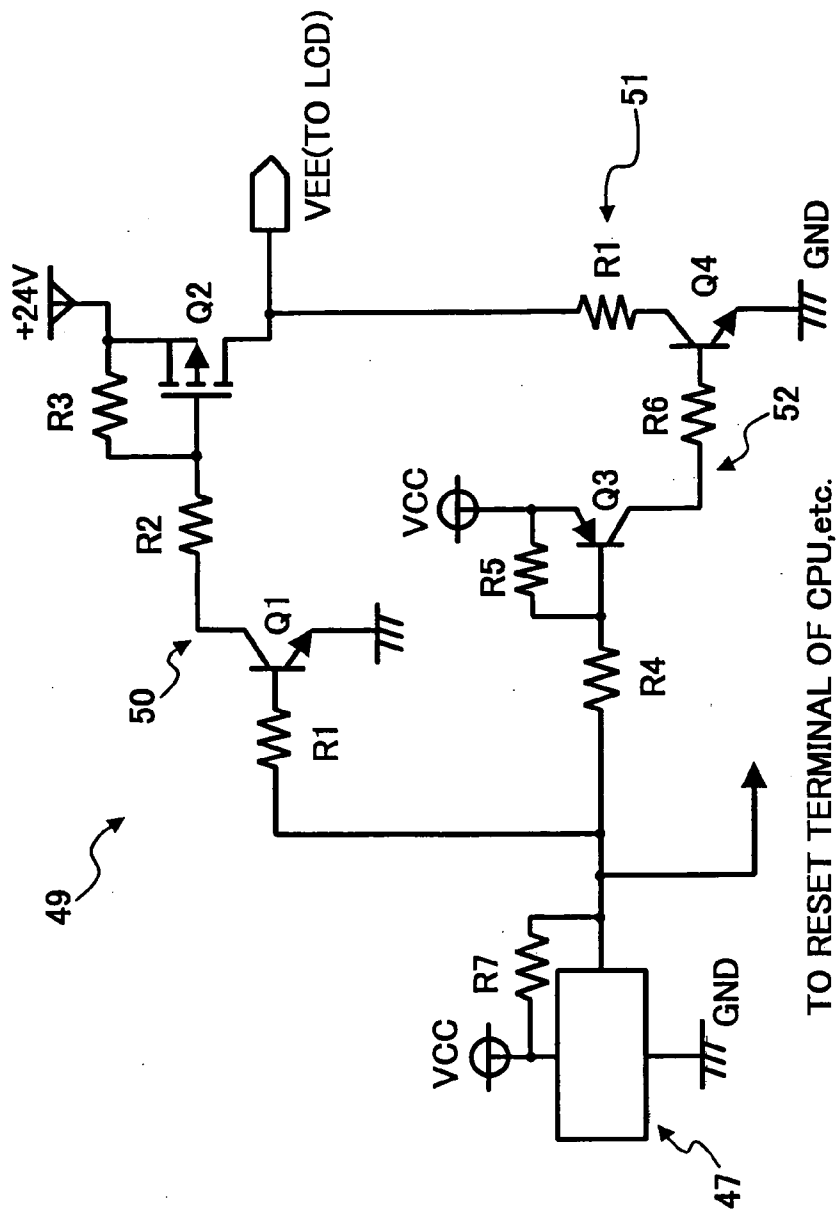 +24V
R3
Q2
VEE(TO LCD)
R2
50
Q1
R1
49
R1
51
VCC
R5
Q3
R6
Q4
GND
52
R4
VCC
R7
GND
47
TO RESET TERMINAL OF CPU,etc.